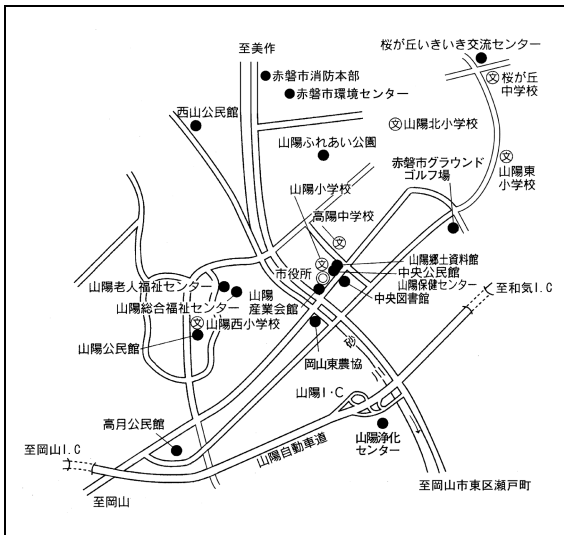 至美作
桜が丘いきいき交流センター
赤磐市消防本部
赤磐市環境センター
文
桜が丘
中学校
西山公民館
文
山陽北小学校
山陽ふれあい公園
赤磐市グラウンド
ゴルフ場
文
山陽東
小学校
山陽小学校
高陽中学校
文
山陽郷土資料館
中央公民館
市役所
文
山陽保健センター
中央図書館
至和気I.C
山陽老人福祉センター
山陽総合福祉センター
山陽
産業会館
文
山陽西小学校
山陽公民館
岡山東農協
山陽I・C
高月公民館
山陽浄化
センター
至岡山I.C
山陽自動車道
至岡山
至岡山市東区瀬戸町